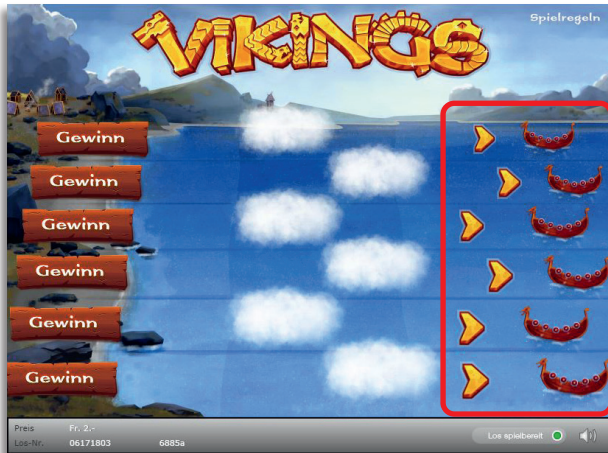 VIKINGS
Spielregeln
Gewinn
Gewinn
Gewinn
Gewinn
Gewinn
Gewinn
Preis Fr. 2.-
Los spielbereit
Los-Nr. 06171803 6885a